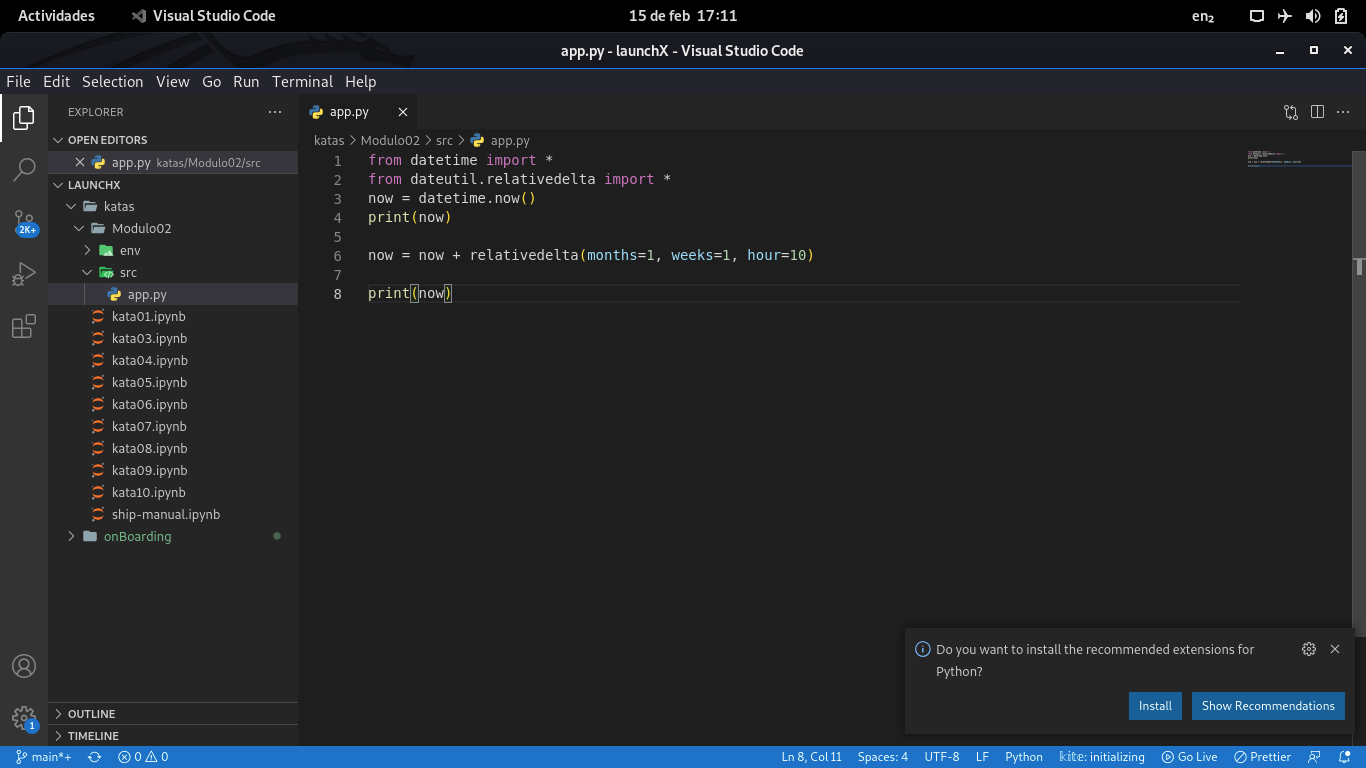 Actividades Visual Studio Code 15 de feb 17:11 en₂
app.py - launchX - Visual Studio Code
File Edit Selection View Go Run Terminal Help
EXPLORER
OPEN EDITORS
app.py katas/Modulo02/src
LAUNCHX
katas
Modulo02
env
src
app.py
kata01.ipynb
kata03.ipynb
kata04.ipynb
kata05.ipynb
kata06.ipynb
kata07.ipynb
kata08.ipynb
kata09.ipynb
kata10.ipynb
ship-manual.ipynb
onBoarding
OUTLINE
TIMELINE
2K+
1
app.py
katas > Modulo02 > src > app.py
1 from datetime import *
2 from dateutil.relativedelta import *
3 now = datetime.now()
4 print(now)
5
6 now = now + relativedelta(months=1, weeks=1, hour=10)
7
8 print(now)
Do you want to install the recommended extensions for
Python?
Install Show Recommendations
main*+ 0 0 Ln 8, Col 11 Spaces: 4 UTF-8 LF Python kite: initializing Go Live Prettier